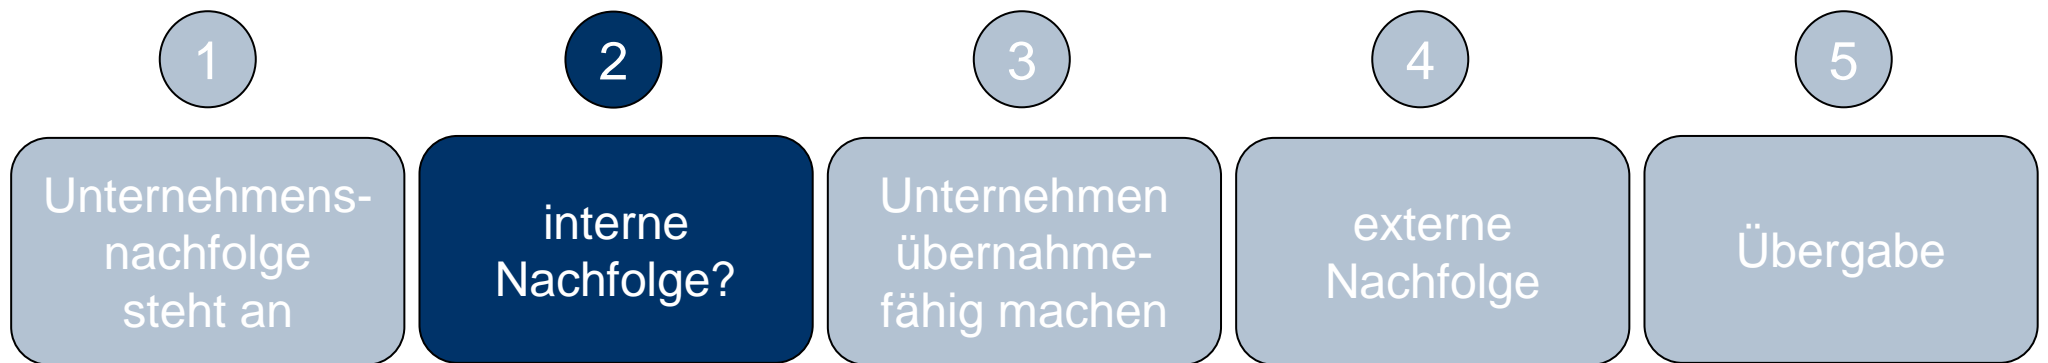 1
2
3
4
5
Unternehmens-
nachfolge
steht an
interne
Nachfolge?
Unternehmen
übernahme-
fähig machen
externe
Nachfolge
Übergabe